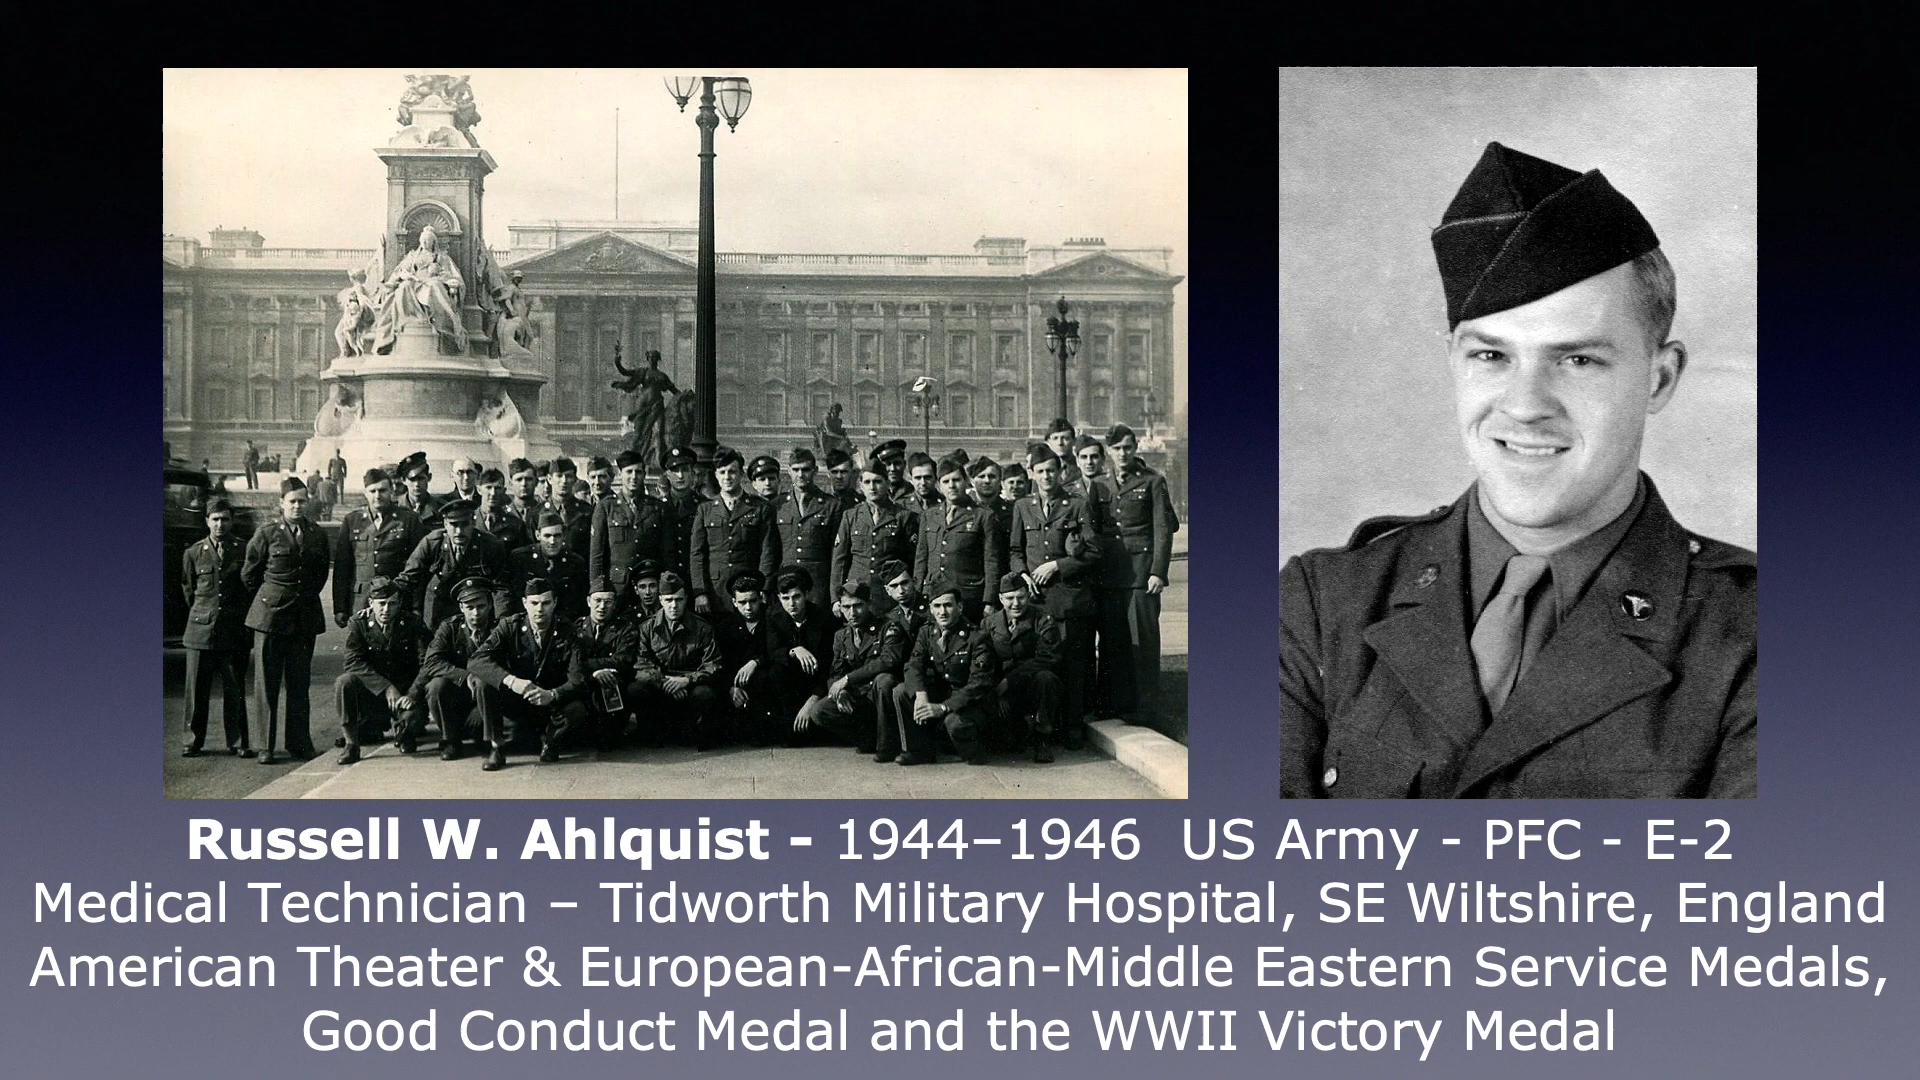 Russell W. Ahlquist - 1944–1946  US Army - PFC - E-2
Medical Technician – Tidworth Military Hospital, SE Wiltshire, England
American Theater & European-African-Middle Eastern Service Medals,
Good Conduct Medal and the WWII Victory Medal